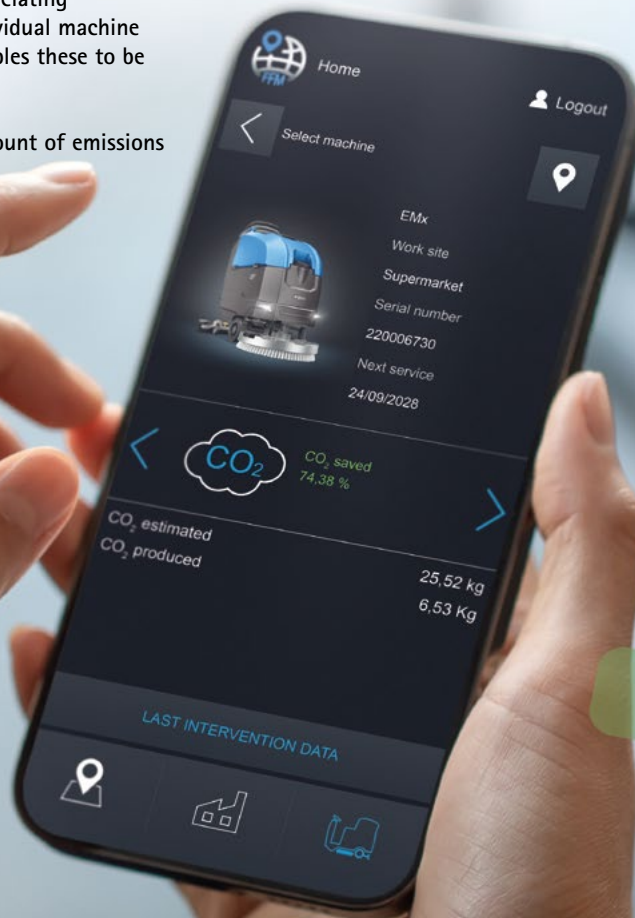 elating
vidual machine
bles these to be
ount of emissions
FFM
Home
Logout
Select machine
EMx
Work site
Supermarket
Serial number
220006730
Next service
24/09/2028
CO₂
CO₂ saved
74,38 %
CO₂ estimated
25,52 kg
CO₂ produced
6,53 Kg
LAST INTERVENTION DATA